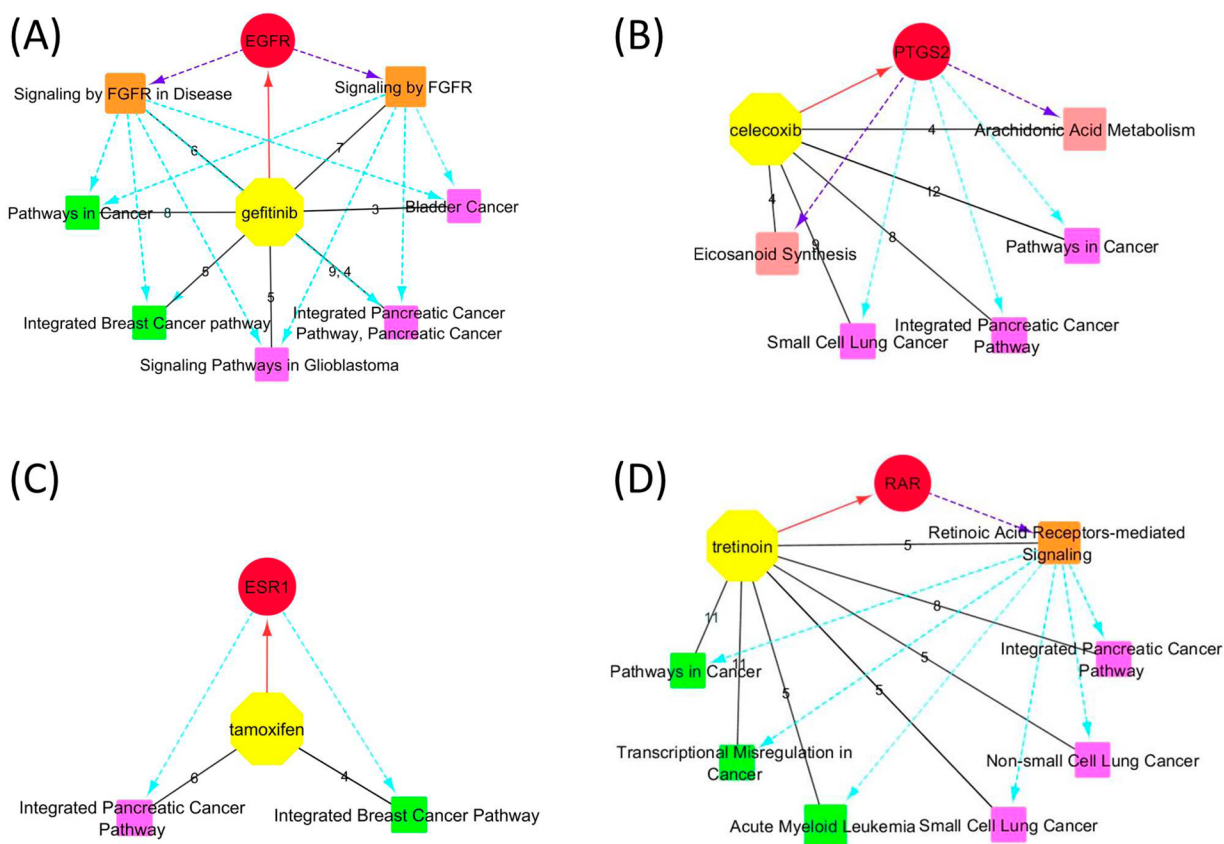 (A)
EGFR
Signaling by FGFR in Disease
Signaling by FGFR
6
7
Pathways in Cancer
8
gefitinib
3
Bladder Cancer
5
5
9, 4
Integrated Breast Cancer pathway
Integrated Pancreatic Cancer
Pathway, Pancreatic Cancer
Signaling Pathways in Glioblastoma
(B)
PTGS2
celecoxib
4
Arachidonic Acid Metabolism
4
12
Eicosanoid Synthesis
9
8
Pathways in Cancer
Small Cell Lung Cancer
Integrated Pancreatic Cancer
Pathway
(C)
ESR1
tamoxifen
6
4
Integrated Pancreatic Cancer
Pathway
Integrated Breast Cancer Pathway
(D)
RAR
tretinoin
5
Retinoic Acid Receptors-mediated
Signaling
11
8
Pathways in Cancer
11
5
5
5
Integrated Pancreatic Cancer
Pathway
Transcriptional Misregulation in
Cancer
Non-small Cell Lung Cancer
Acute Myeloid Leukemia
Small Cell Lung Cancer